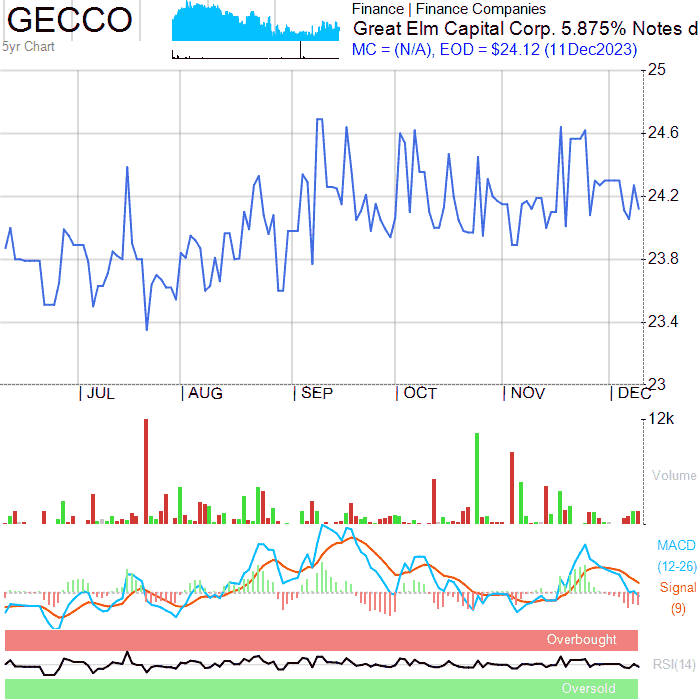 GECCO
5yr Chart
Finance | Finance Companies
Great Elm Capital Corp. 5.875% Notes d
MC = (N/A), EOD = $24.12 (11Dec2023)
25
24.6
24.2
23.8
23.4
23
JUL AUG SEP OCT NOV DEC
12k
Volume
MACD
(12-26)
Signal
(9)
Overbought
RSI(14)
Oversold